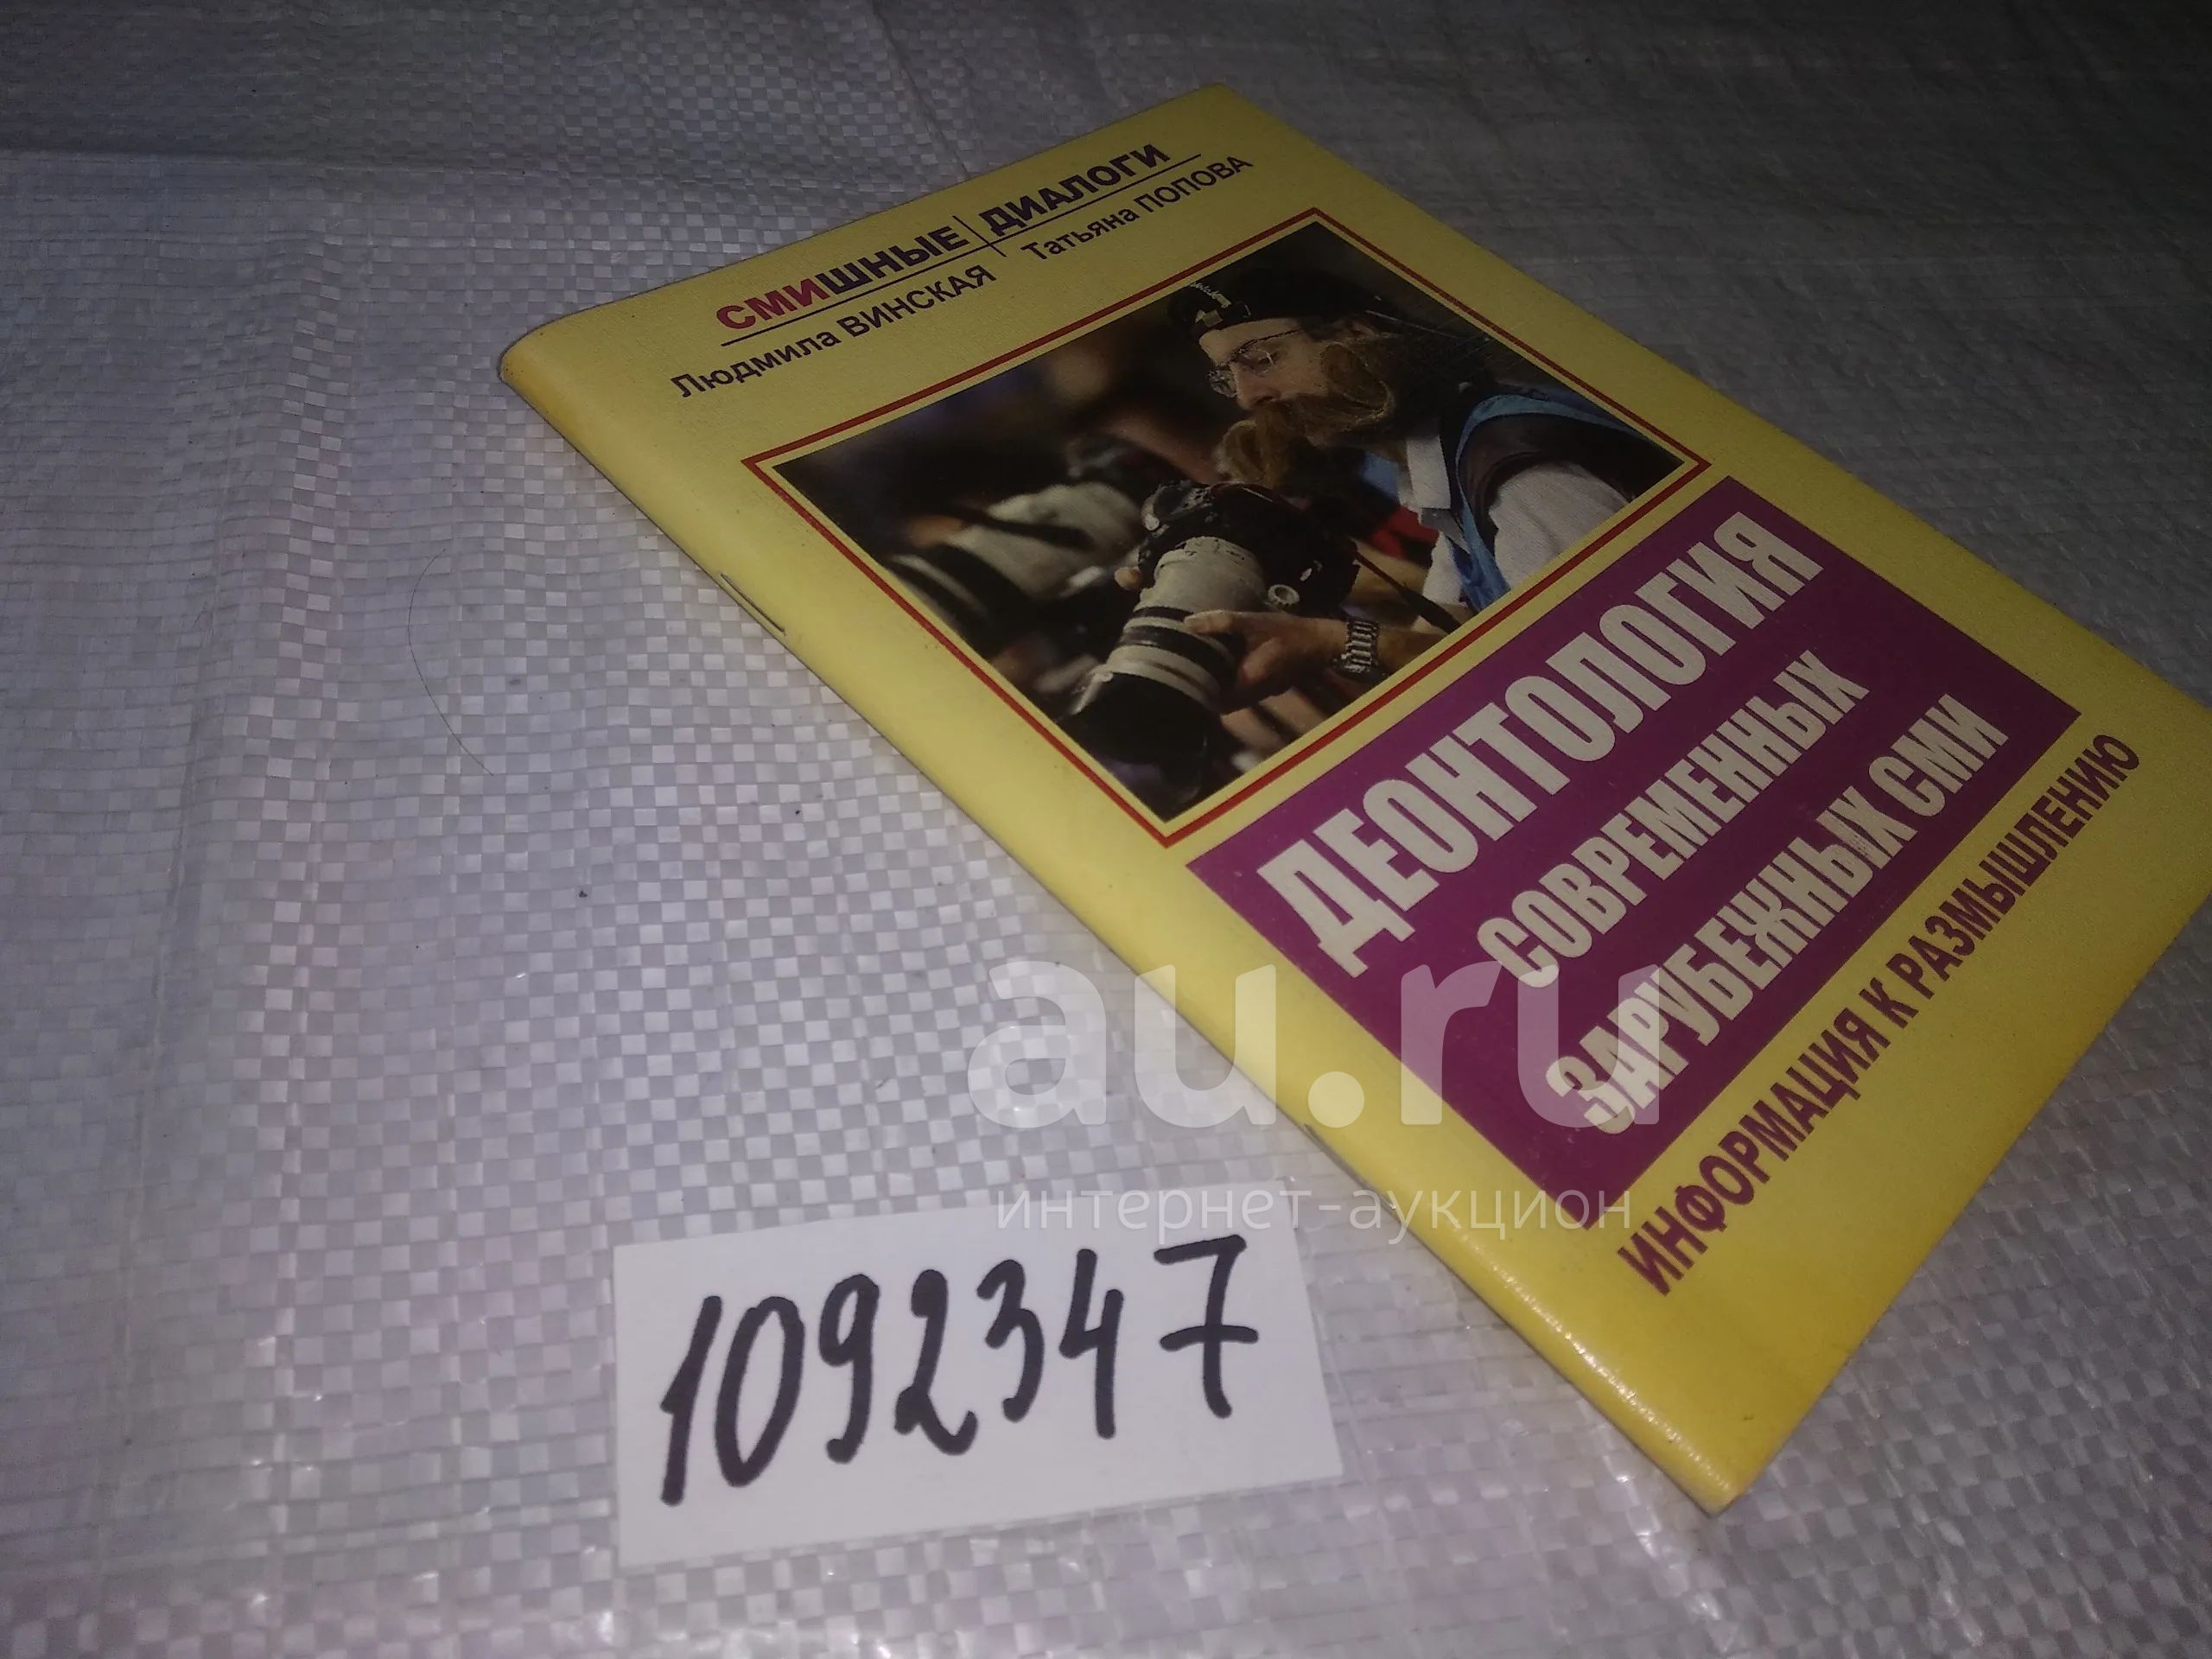 СМИШНЫЕ ДИАЛОГИ
Людмила ВИНСКАЯ Татьяна ПОПОВА
ДЕОНТОЛОГИЯ
СОВРЕМЕННЫХ
ЗАРУБЕЖНЫХ СМИ
ИНФОРМАЦИЯ К РАЗМЫШЛЕНИЮ
au.ru
интернет-аукцион
1092347